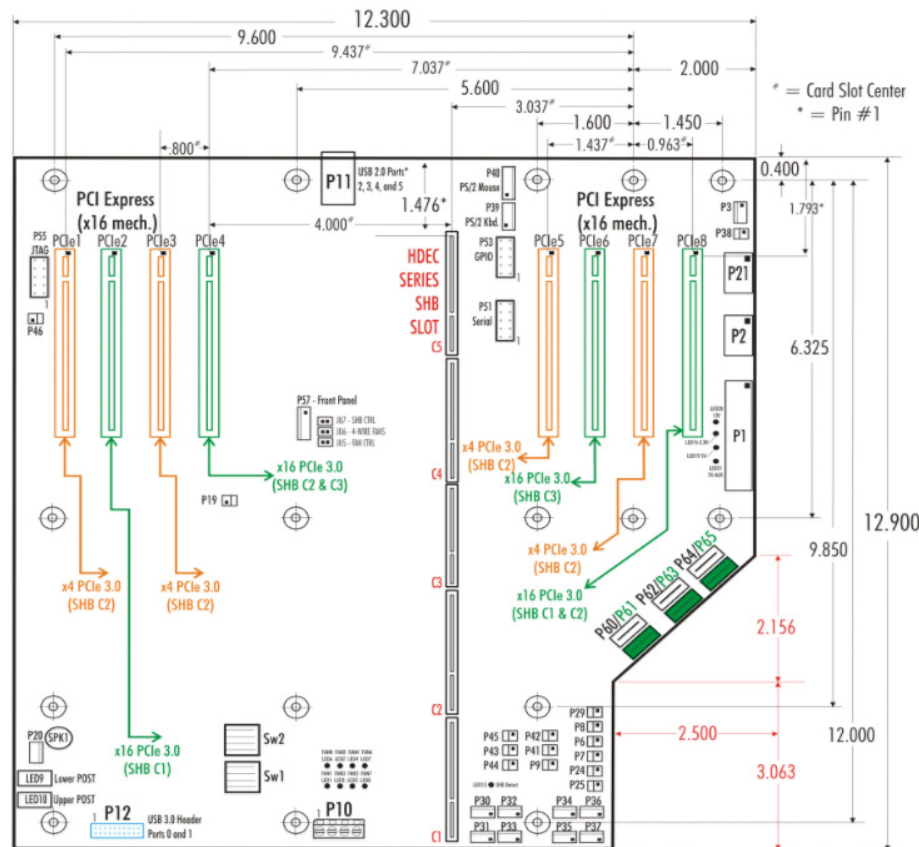 12.300
9.600
9.437#
7.037#
2.000
5.600
3.037#
# = Card Slot Center
* = Pin #1
1.600
1.450
.800#
1.437#
0.963#
0.400
P11
USB 2.0 Ports*
2, 3, 4, and 5
1.476*
P40
PS/2 Mouse
P39
PS/2 Kbd.
PCI Express
(x16 mech.)
PCI Express
(x16 mech.)
P3
P38
1.793*
4.000#
P55
JTAG
1
PCIe1
PCIe2
PCIe3
PCIe4
HDEC
SERIES
SHB
SLOT
C5
P53
GPIO
1
PCIe5
PCIe6
PCIe7
PCIe8
P21
P46
P51
Serial
1
P2
6.325
P57 - Front Panel
JU7 - SHB CTRL
JU6 - 4-WIRE FANS
JU5 - FAN CTRL
P1
x4 PCIe 3.0
(SHB C2)
x16 PCIe 3.0
(SHB C2 & C3)
C4
x16 PCIe 3.0
(SHB C3)
P19
12.900
9.850
x4 PCIe 3.0
(SHB C2)
x4 PCIe 3.0
(SHB C2)
x4 PCIe 3.0
(SHB C2)
C3
x16 PCIe 3.0
(SHB C1 & C2)
P60/P61
P62/P63
P64/P65
2.156
C2
2.500
12.000
3.063
P20
SPK1
x16 PCIe 3.0
(SHB C1)
Sw2
Sw1
P29
P8
P6
P7
P24
P25
P45
P43
P44
P42
P41
P9
LED9
Lower POST
LED10
Upper POST
1
P12
USB 3.0 Header
Ports 0 and 1
1
P10
C1
P30
P32
P34
P36
P31
P33
P35
P37